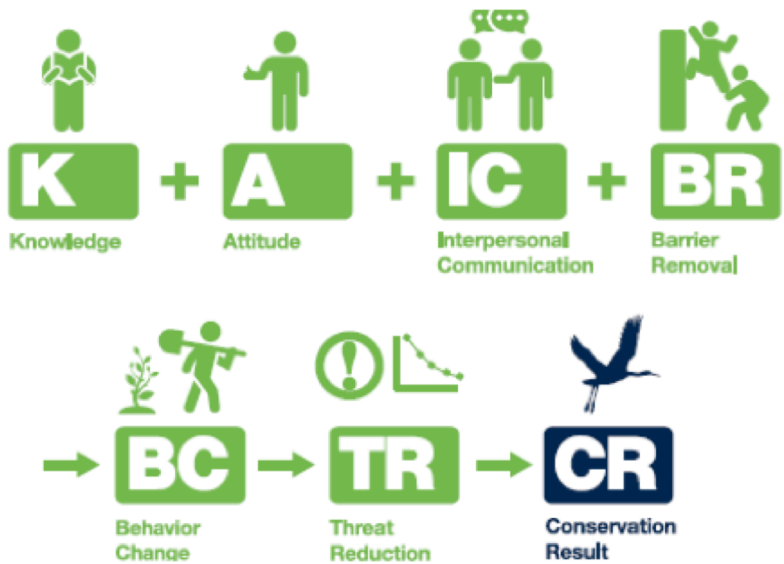 K + A + IC + BR
Knowledge
Attitude
Interpersonal
Communication
Barrier
Removal
BC
TR
CR
Behavior
Change
Threat
Reduction
Conservation
Result